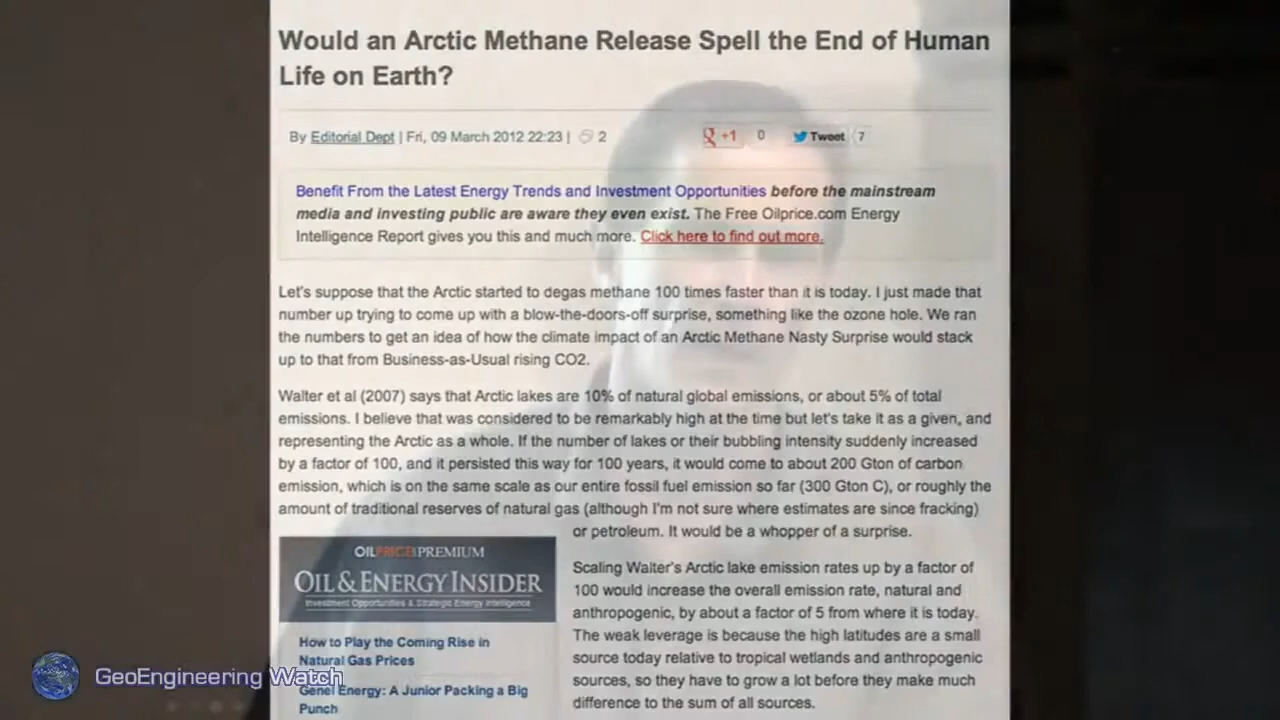 Would an Arctic Methane Release Spell the End of Human
Life on Earth?
By Editorial Dept | Fri, 09 March 2012 22:23 | 2
+1 0 Tweet 7
Benefit From the Latest Energy Trends and Investment Opportunities before the mainstream
media and investing public are aware they even exist. The Free Oilprice.com Energy
Intelligence Report gives you this and much more. Click here to find out more.
Let's suppose that the Arctic started to degas methane 100 times faster than it is today. I just made that
number up trying to come up with a blow-the-doors-off surprise, something like the ozone hole. We ran
the numbers to get an idea of how the climate impact of an Arctic Methane Nasty Surprise would stack
up to that from Business-as-Usual rising CO2.
Walter et al (2007) says that Arctic lakes are 10% of natural global emissions, or about 5% of total
emissions. I believe that was considered to be remarkably high at the time but let's take it as a given, and
representing the Arctic as a whole. If the number of lakes or their bubbling intensity suddenly increased
by a factor of 100, and it persisted this way for 100 years, it would come to about 200 Gton of carbon
emission, which is on the same scale as our entire fossil fuel emission so far (300 Gton C), or roughly the
amount of traditional reserves of natural gas (although I'm not sure where estimates are since fracking)
or petroleum. It would be a whopper of a surprise.
OILPRICE PREMIUM
OIL & ENERGY INSIDER
Investment Opportunities & Strategic Energy Intelligence
How to Play the Coming Rise in
Natural Gas Prices
Genel Energy: A Junior Packing a Big
Punch
Scaling Walter's Arctic lake emission rates up by a factor of
100 would increase the overall emission rate, natural and
anthropogenic, by about a factor of 5 from where it is today.
The weak leverage is because the high latitudes are a small
source today relative to tropical wetlands and anthropogenic
sources, so they have to grow a lot before they make much
difference to the sum of all sources.
GeoEngineering Watch